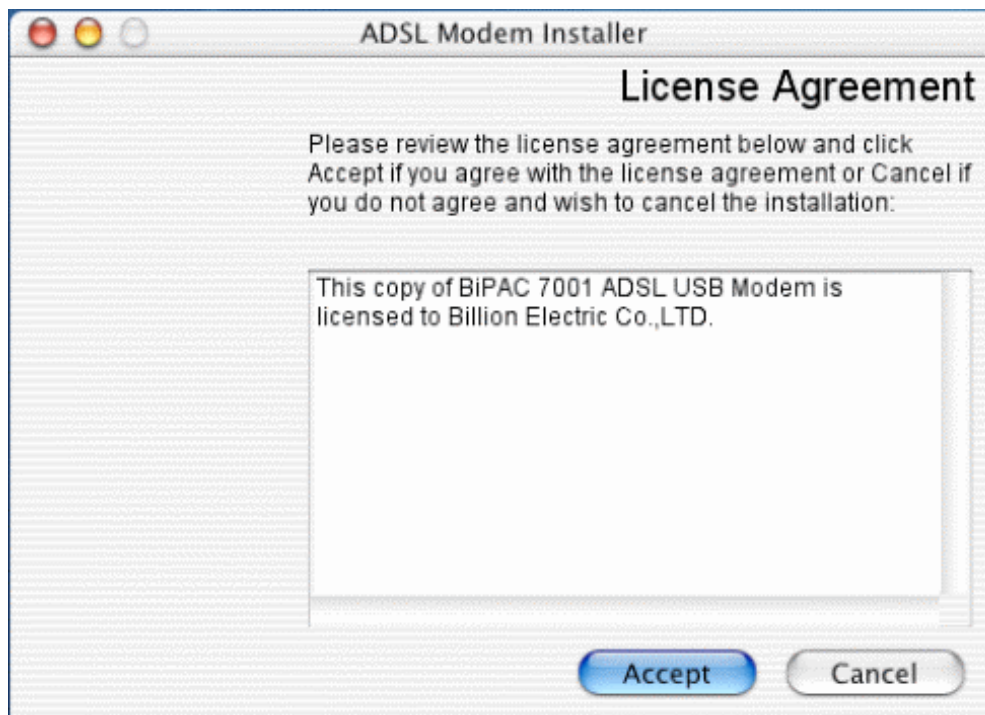 ADSL Modem Installer
License Agreement
Please review the license agreement below and click
Accept if you agree with the license agreement or Cancel if
you do not agree and wish to cancel the installation:
This copy of BiPAC 7001 ADSL USB Modem is
licensed to Billion Electric Co.,LTD.
Accept
Cancel